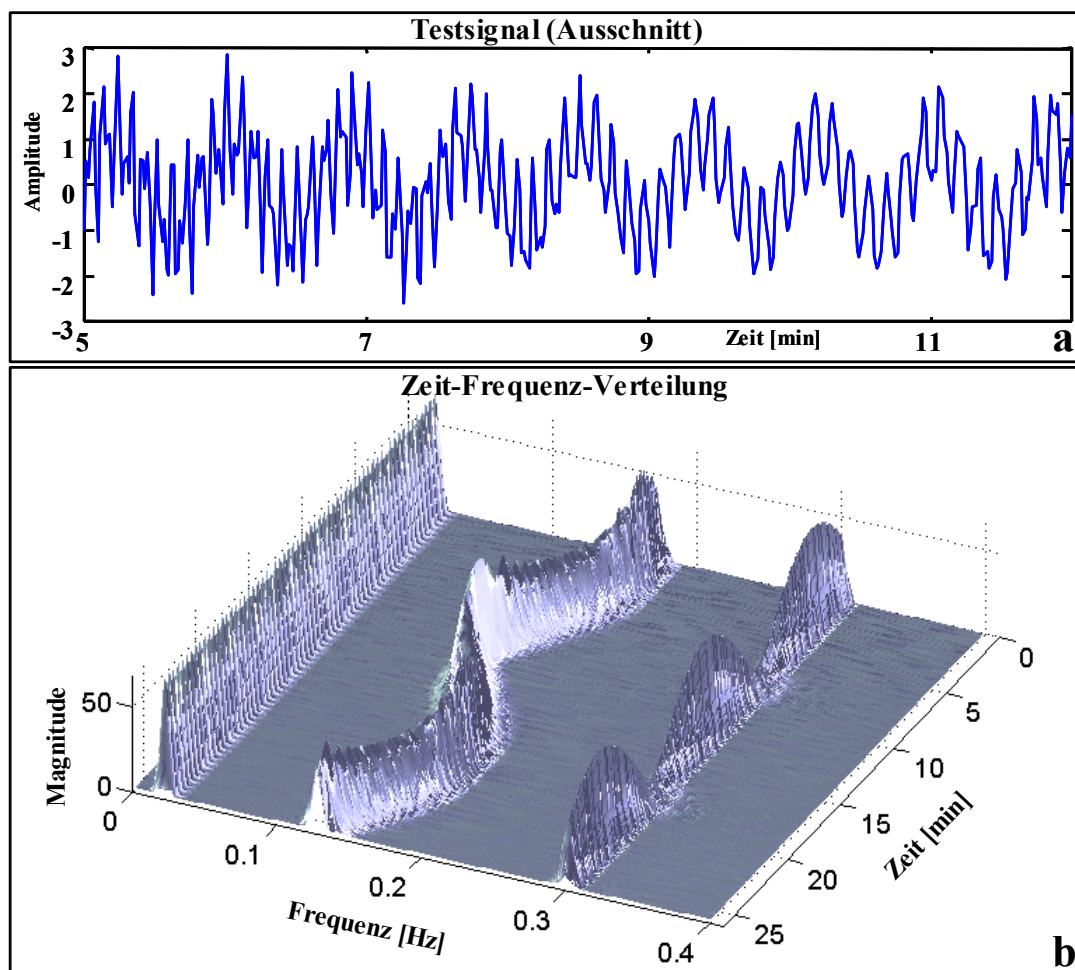 Testsignal (Ausschnitt)
Amplitude
3
2
1
0
-1
-2
-3
5
7
9
Zeit [min]
11
a
Zeit-Frequenz-Verteilung
Magnitude
50
0
0
0.1
0.2
0.3
0.4
Frequenz [Hz]
0
5
10
15
20
25
Zeit [min]
b